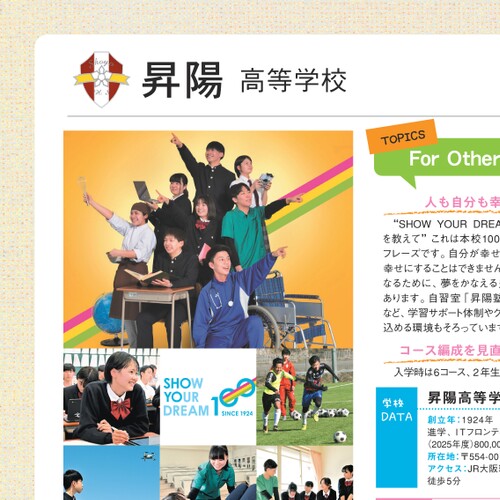 昇陽 高等学校
TOPICS
For Other
人も自分も幸
“SHOW YOUR DREA
を教えて” これは本校100
フレーズです。自分が幸せ
幸せにすることはできません
なるために、夢をかなえる
あります。自習室「昇陽塾
など、学習サポート体制やク
込める環境もそろっています
コース編成を見直
入学時は6コース、2年生
SHOW
YOUR
DREAM 100
SINCE 1924
学校
DATA
昇陽高等学
創立年：1924年
進学、ITフロンテ
(2025年度)800,00
所在地：〒554-00
アクセス：JR大阪
徒歩5分